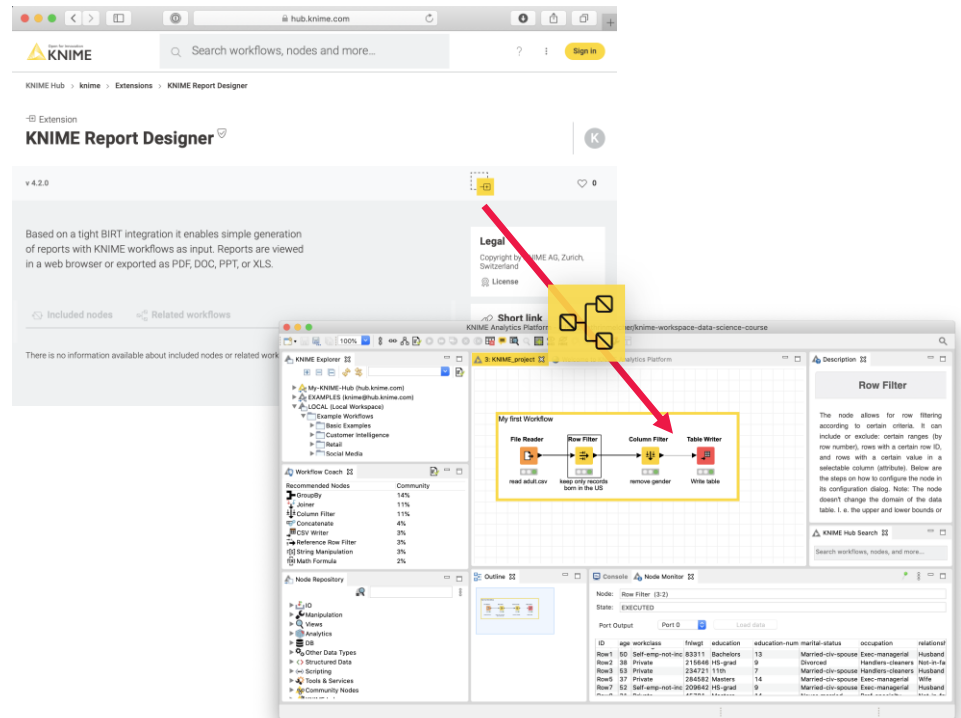 hub.knime.com
Open for Innovation
KNIME
Search workflows, nodes and more...
?
Sign in
KNIME Hub > knime > Extensions > KNIME Report Designer
Extension
KNIME Report Designer
K
v 4.2.0
0
Based on a tight BIRT integration it enables simple generation
of reports with KNIME workflows as input. Reports are viewed
in a web browser or exported as PDF, DOC, PPT, or XLS.
Legal
Copyright by KNIME AG, Zurich,
Switzerland
License
Included nodes
Related workflows
Short link
There is no information available about included nodes or related work
KNIME Analytics Platform
/knime-workspace-data-science-course
100%
KNIME Explorer
My-KNIME-Hub (hub.knime.com)
EXAMPLES (knime@hub.knime.com)
LOCAL (Local Workspace)
Example Workflows
Basic Examples
Customer Intelligence
Retail
Social Media
Workflow Coach
Recommended Nodes Community
GroupBy 14%
Joiner 11%
Column Filter 11%
Concatenate 4%
CSV Writer 3%
Reference Row Filter 3%
String Manipulation 3%
Math Formula 2%
Node Repository
IO
Manipulation
Views
Analytics
DB
Other Data Types
Structured Data
Scripting
Tools & Services
Community Nodes
3: KNIME_project
Analytics Platform
My first Workflow
File Reader Row Filter Column Filter Table Writer
read adult.csv keep only records remove gender Write table
born in the US
Description
Row Filter
The node allows for row filtering
according to certain criteria. It can
include or exclude: certain ranges (by
row number), rows with a certain row ID,
and rows with a certain value in a
selectable column (attribute). Below are
the steps on how to configure the node in
its configuration dialog. Note: The node
doesn't change the domain of the data
table. I. e. the upper and lower bounds or
KNIME Hub Search
Search workflows, nodes, and more...
Outline
Console Node Monitor
Node: Row Filter (3:2)
State: EXECUTED
Port Output Port 0 Load data
ID age workclass fnlwgt education education-num marital-status occupation relationsh
Row1 50 Self-emp-not-inc 83311 Bachelors 13 Married-civ-spouse Exec-managerial Husband
Row2 38 Private 215646 HS-grad 9 Divorced Handlers-cleaners Not-in-fa
Row3 53 Private 234721 11th 7 Married-civ-spouse Handlers-cleaners Husband
Row5 37 Private 284582 Masters 14 Married-civ-spouse Exec-managerial Wife
Row7 52 Self-emp-not-inc 209642 HS-grad 9 Married-civ-spouse Exec-managerial Husband